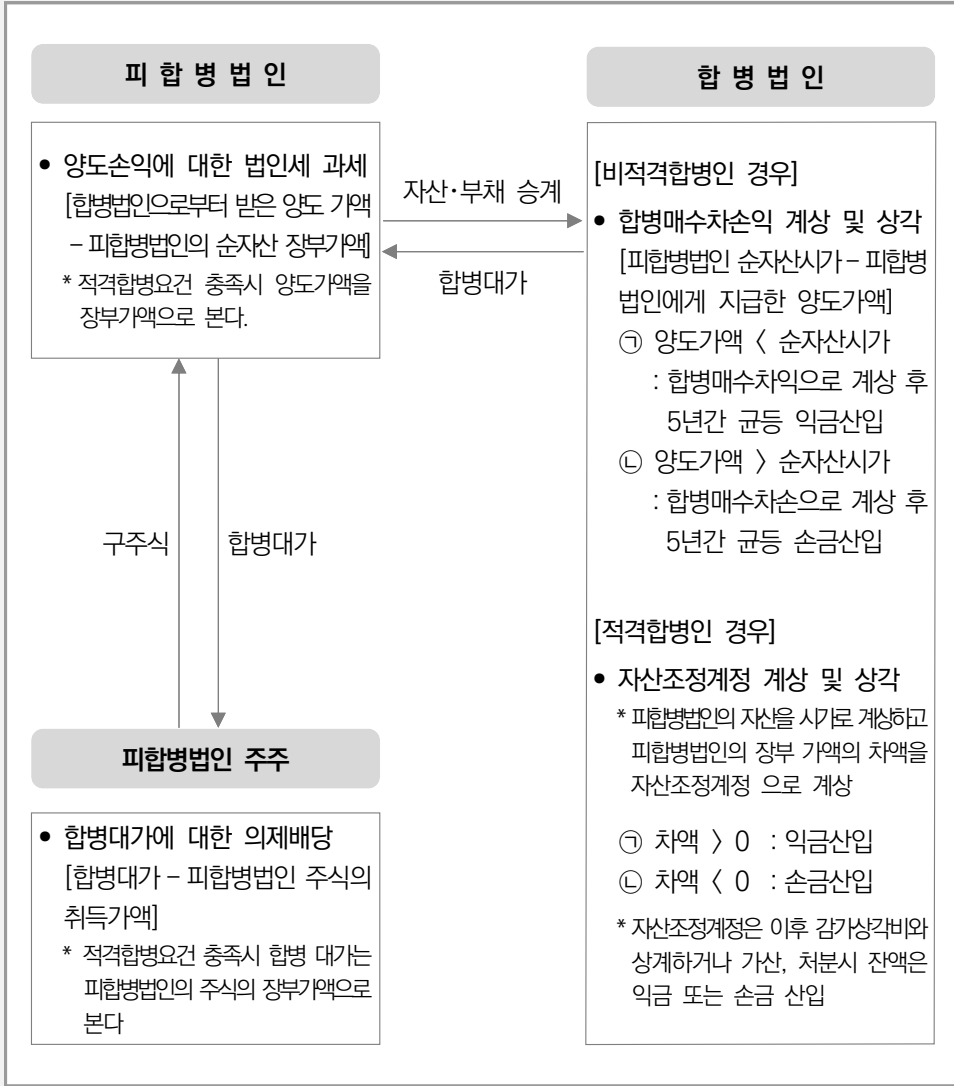 피 합 병 법 인
● 양도손익에 대한 법인세 과세
[합병법인으로부터 받은 양도 가액
– 피합병법인의 순자산 장부가액]
* 적격합병요건 충족시 양도가액을
장부가액으로 본다.
자산·부채 승계
합병대가
구주식
합병대가
피합병법인 주주
● 합병대가에 대한 의제배당
[합병대가 – 피합병법인 주식의
취득가액]
* 적격합병요건 충족시 합병 대가는
피합병법인의 주식의 장부가액으로
본다
합 병 법 인
[비적격합병인 경우]
● 합병매수차손익 계상 및 상각
[피합병법인 순자산시가 – 피합병
법인에게 지급한 양도가액]
㉠ 양도가액 〈 순자산시가
: 합병매수차익으로 계상 후
5년간 균등 익금산입
㉡ 양도가액 〉 순자산시가
: 합병매수차손으로 계상 후
5년간 균등 손금산입
[적격합병인 경우]
● 자산조정계정 계상 및 상각
* 피합병법인의 자산을 시가로 계상하고
피합병법인의 장부 가액의 차액을
자산조정계정 으로 계상
㉠ 차액 〉 0 : 익금산입
㉡ 차액 〈 0 : 손금산입
* 자산조정계정은 이후 감가상각비와
상계하거나 가산, 처분시 잔액은
익금 또는 손금 산입